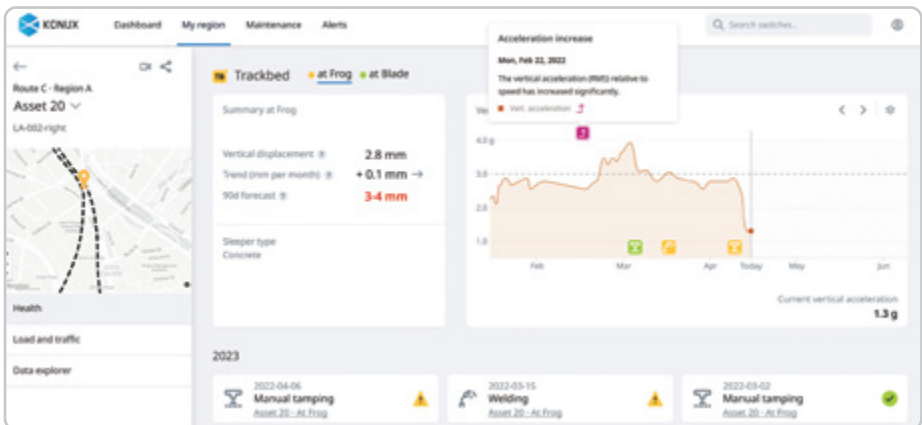 KONUX
Dashboard
My region
Maintenance
Alerts
Search switches...
Route C - Region A
Asset 20
LA-002-right
Health
Load and traffic
Data explorer
Trackbed
at Frog
at Blade
Summary at Frog
Vertical displacement
2.8 mm
Trend (mm per month)
+ 0.1 mm →
90d forecast
3-4 mm
Sleeper type
Concrete
Acceleration increase
Mon, Feb 22, 2022
The vertical acceleration (RMS) relative to
speed has increased significantly.
Vert. acceleration
4.0 g
3.0
2.0
1.0
Feb
Mar
Apr
Today
May
Jun
Current vertical acceleration
1.3 g
2023
2022-04-06
Manual tamping
Asset 20 - At Frog
2022-03-15
Welding
Asset 20 - At Frog
2022-03-02
Manual tamping
Asset 20 - At Frog